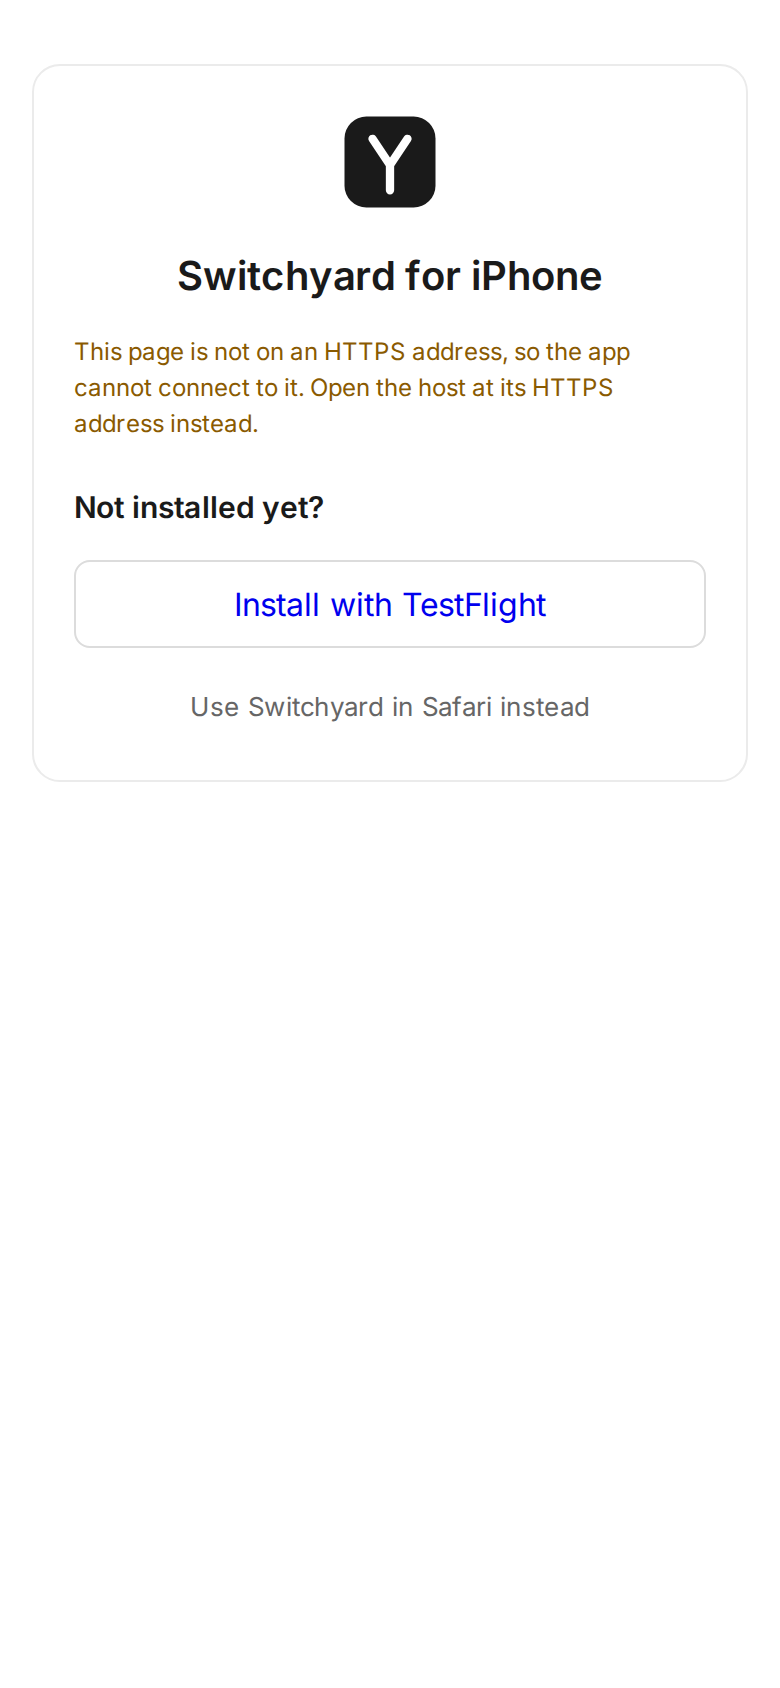 Y
Switchyard for iPhone
This page is not on an HTTPS address, so the app
cannot connect to it. Open the host at its HTTPS
address instead.
Not installed yet?
Install with TestFlight
Use Switchyard in Safari instead